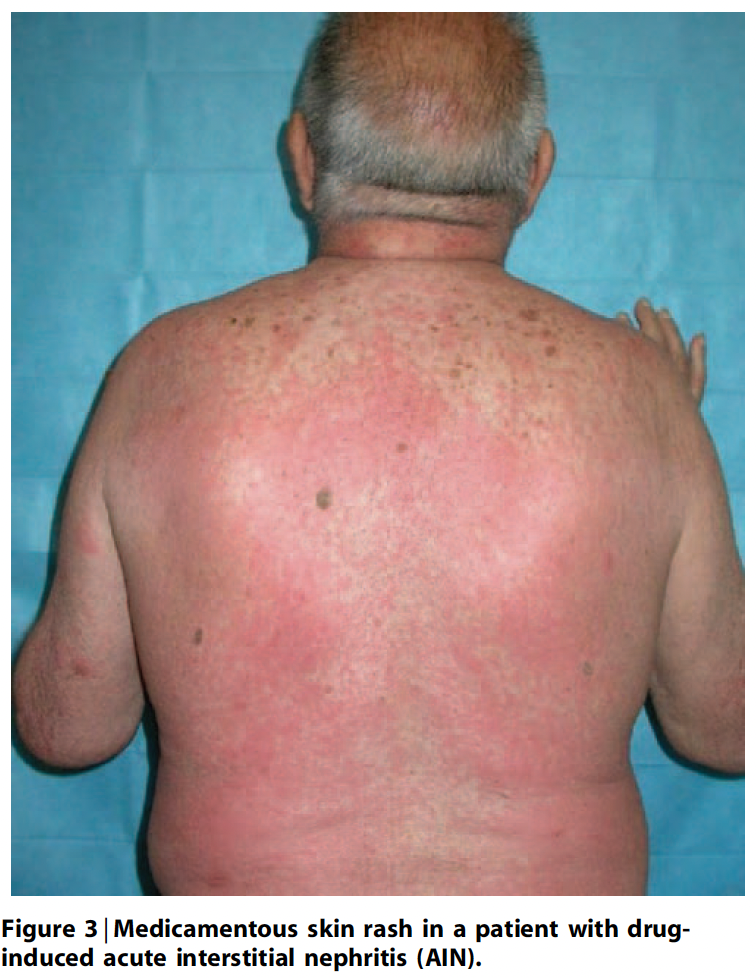 Figure 3 | Medicamentous skin rash in a patient with drug-
induced acute interstitial nephritis (AIN).